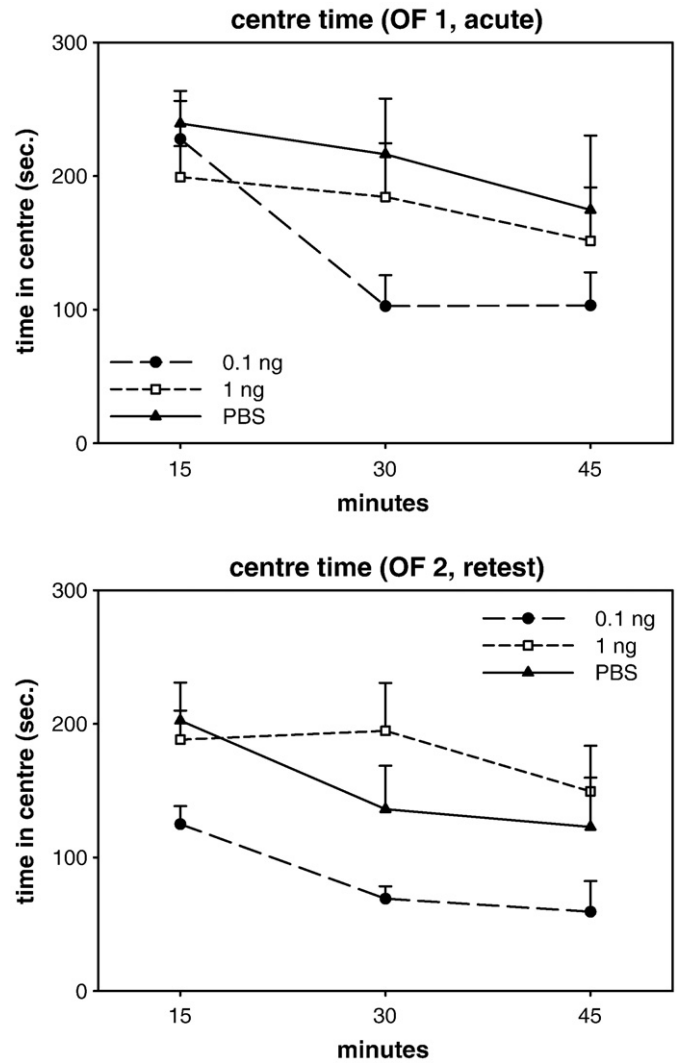 centre time (OF 1, acute)
300
200
100
0
time in centre (sec.)
0.1 ng
1 ng
PBS
15 30 45
minutes
centre time (OF 2, retest)
300
200
100
0
time in centre (sec.)
0.1 ng
1 ng
PBS
15 30 45
minutes